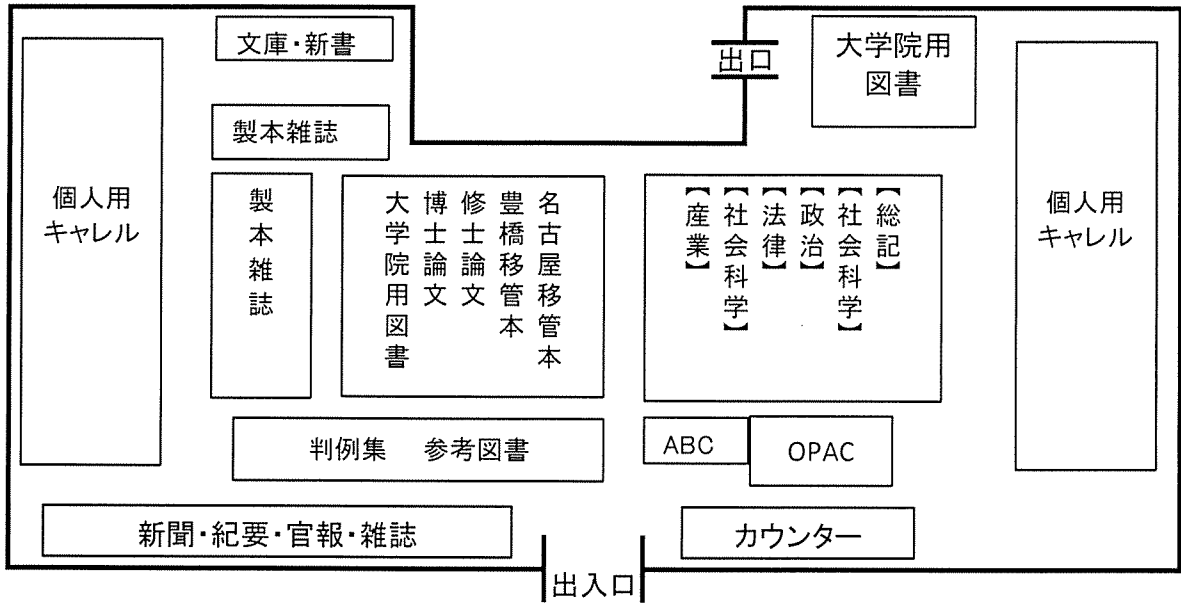 文庫・新書
出口
大学院用
図書
製本雑誌
個人用
キャレル
製本雑誌
名古屋移管本
豊橋移管本
修士論文
博士論文
大学院用図書
【総記】
【社会科学】
【政治】
【法律】
【社会科学】
【産業】
個人用
キャレル
判例集 参考図書
ABC
OPAC
新聞・紀要・官報・雑誌
カウンター
出入口